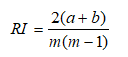 RI = 2(a+b) / m(m−1)